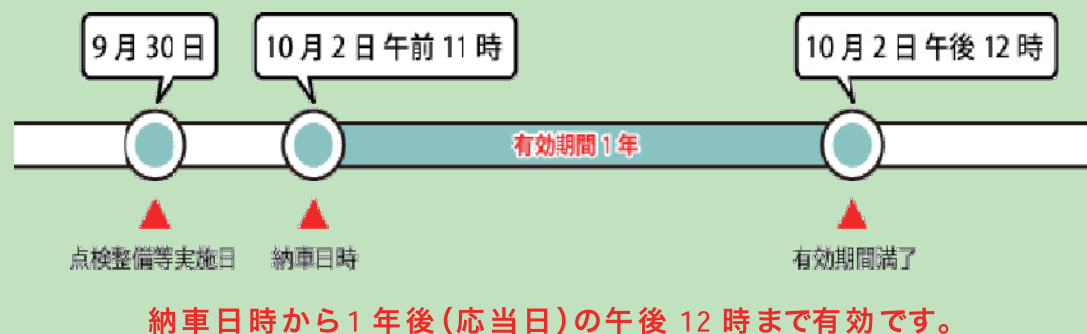 9月30日
10月2日 午前11時
10月2日 午後12時
有効期間1年
点検整備等実施日
納車日時
有効期間満了
納車日時から1年後(応当日)の午後12時まで有効です。